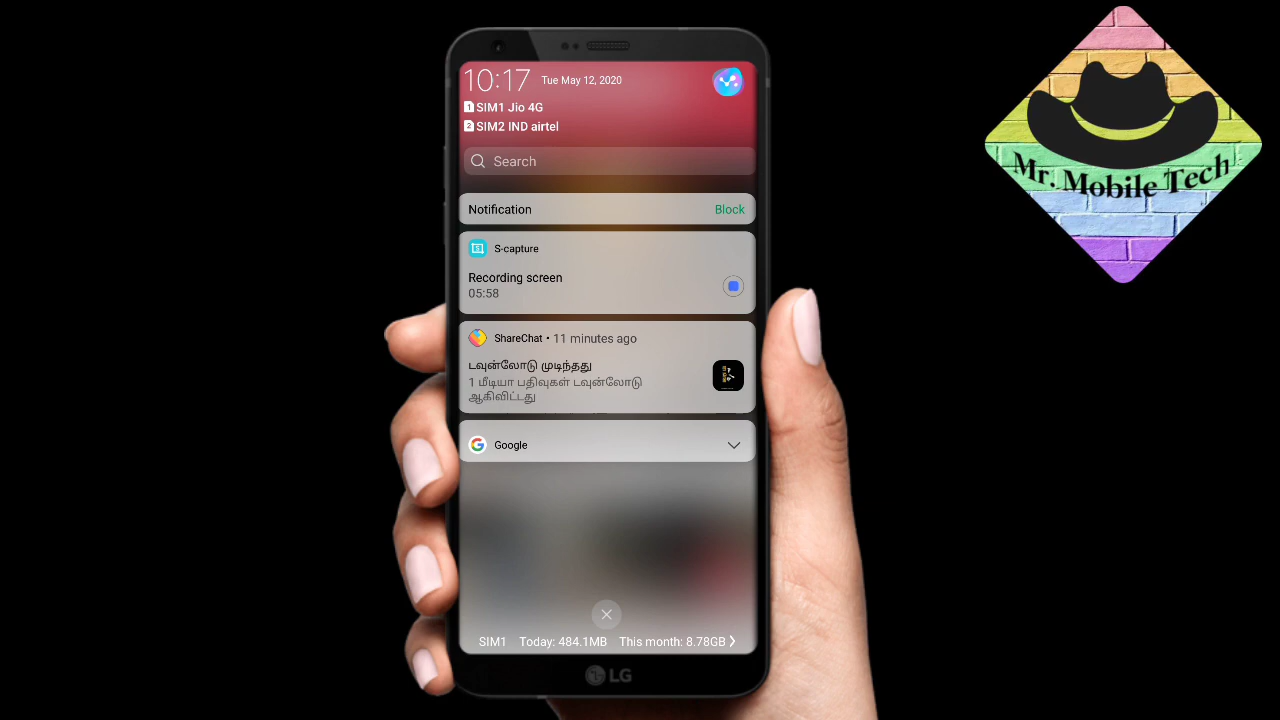 10:17 Tue May 12, 2020
1 SIM1 Jio 4G
2 SIM2 IND airtel
Search
Notification Block
S-capture
Recording screen
05:58
ShareChat • 11 minutes ago
டவுன்லோடு முடிந்தது
1 மீடியா பதிவுகள் டவுன்லோடு
ஆகிவிட்டது
Google
SIM1 Today: 484.1MB This month: 8.78GB
LG
Mr. Mobile Tech